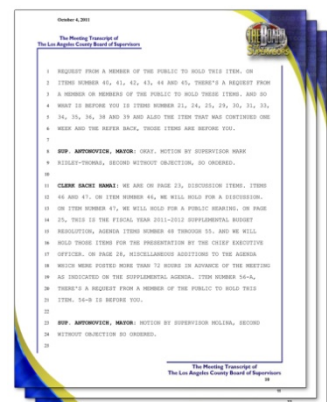 October 4, 2011
The Meeting Transcript of
The Los Angeles County Board of Supervisors
1 REQUEST FROM A MEMBER OF THE PUBLIC TO HOLD THIS ITEM. ON
2 ITEMS NUMBER 40, 41, 42, 43, 44 AND 45, THERE'S A REQUEST FROM
3 A MEMBER OR MEMBERS OF THE PUBLIC TO HOLD THESE ITEMS. AND SO
4 WHAT IS BEFORE YOU IS ITEMS NUMBER 21, 24, 25, 29, 30, 31, 33,
5 34, 35, 36, 38 AND 39 AND ALSO THE ITEM THAT WAS CONTINUED ONE
6 WEEK AND THE REFER BACK, THOSE ITEMS ARE BEFORE YOU.
7
8 SUP. ANTONOVICH, MAYOR: OKAY. MOTION BY SUPERVISOR MARK
9 RIDLEY-THOMAS, SECOND WITHOUT OBJECTION, SO ORDERED.
10
11 CLERK SACHI HAMAI: WE ARE ON PAGE 23, DISCUSSION ITEMS. ITEMS
12 46 AND 47. ON ITEM NUMBER 46, WE WILL HOLD FOR A DISCUSSION.
13 ON ITEM NUMBER 47, WE WILL HOLD FOR A PUBLIC HEARING. ON PAGE
14 25, THIS IS THE FISCAL YEAR 2011-2012 SUPPLEMENTAL BUDGET
15 RESOLUTION, AGENDA ITEMS NUMBER 48 THROUGH 55. AND WE WILL
16 HOLD THOSE ITEMS FOR THE PRESENTATION BY THE CHIEF EXECUTIVE
17 OFFICER. ON PAGE 28, MISCELLANEOUS ADDITIONS TO THE AGENDA
18 WHICH WERE POSTED MORE THAN 72 HOURS IN ADVANCE OF THE MEETING
19 AS INDICATED ON THE SUPPLEMENTAL AGENDA. ITEM NUMBER 56-A,
20 THERE'S A REQUEST FROM A MEMBER OF THE PUBLIC TO HOLD THIS
21 ITEM. 56-B IS BEFORE YOU.
22
23 SUP. ANTONOVICH, MAYOR: MOTION BY SUPERVISOR MOLINA, SECOND
24 WITHOUT OBJECTION SO ORDERED.
25
The Meeting Transcript of
The Los Angeles County Board of Supervisors